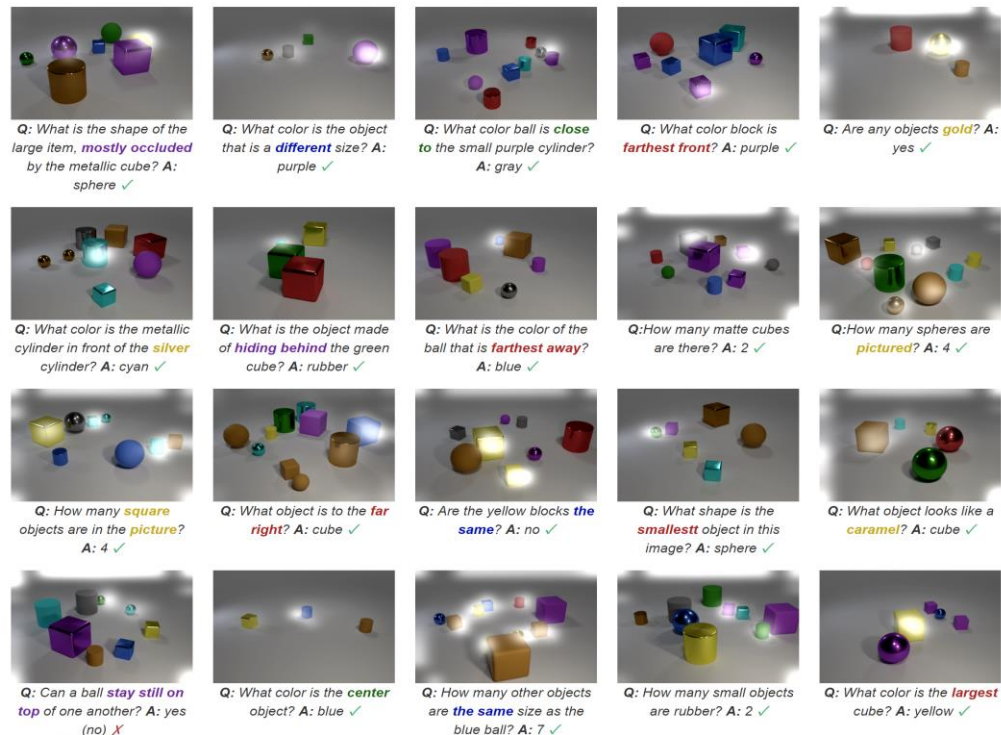 Q: What is the shape of the
large item, mostly occluded
by the metallic cube? A:
sphere ✓
Q: What color is the object
that is a different size? A:
purple ✓
Q: What color ball is close
to the small purple cylinder?
A: gray ✓
Q: What color block is
farthest front? A: purple ✓
Q: Are any objects gold? A:
yes ✓
Q: What color is the metallic
cylinder in front of the silver
cylinder? A: cyan ✓
Q: What is the object made
of hiding behind the green
cube? A: rubber ✓
Q: What is the color of the
ball that is farthest away?
A: blue ✓
Q:How many matte cubes
are there? A: 2 ✓
Q:How many spheres are
pictured? A: 4 ✓
Q: How many square
objects are in the picture?
A: 4 ✓
Q: What object is to the far
right? A: cube ✓
Q: Are the yellow blocks the
same? A: no ✓
Q: What shape is the
smallestt object in this
image? A: sphere ✓
Q: What object looks like a
caramel? A: cube ✓
Q: Can a ball stay still on
top of one another? A: yes
(no) ✗
Q: What color is the center
object? A: blue ✓
Q: How many other objects
are the same size as the
blue ball? A: 7 ✓
Q: How many small objects
are rubber? A: 2 ✓
Q: What color is the largest
cube? A: yellow ✓